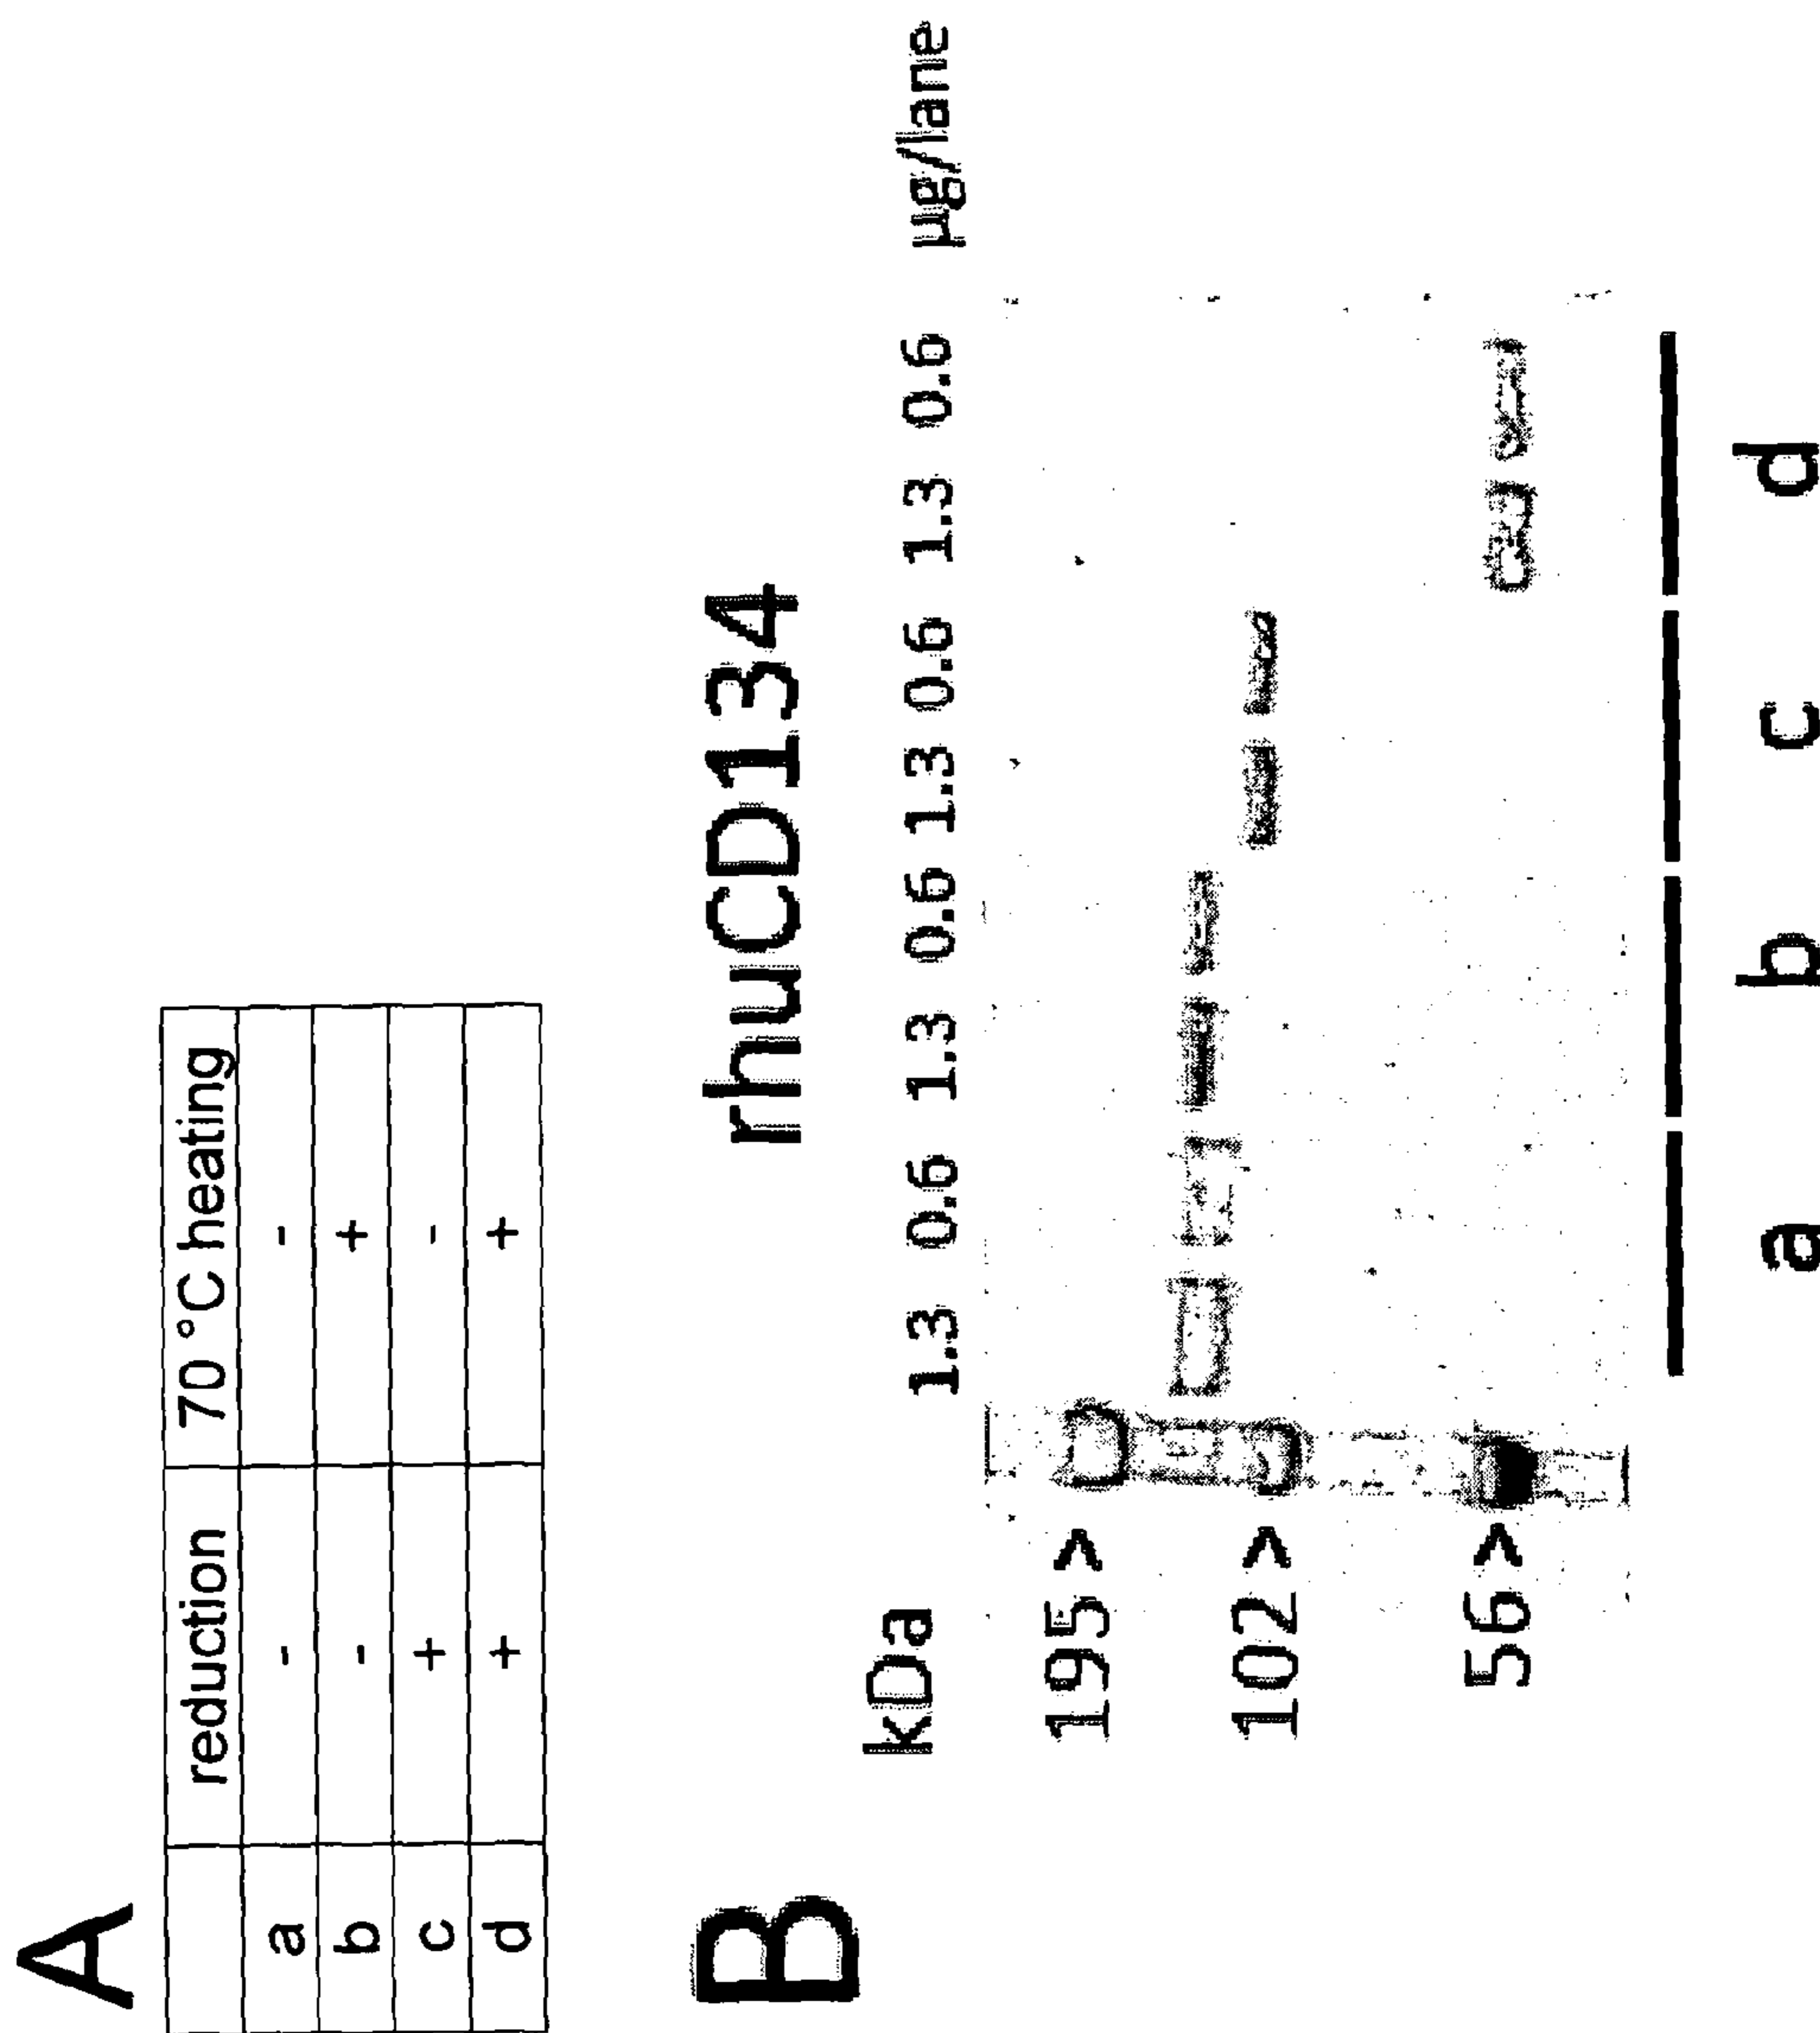 A
reduction 70 °C heating
a - -
b - +
c + -
d + +
B
rhuCD134
kDa 1.3 0.6 1.3 0.6 1.3 0.6 1.3 0.6 µg/lane
195 >
102 >
56 >
a b c d